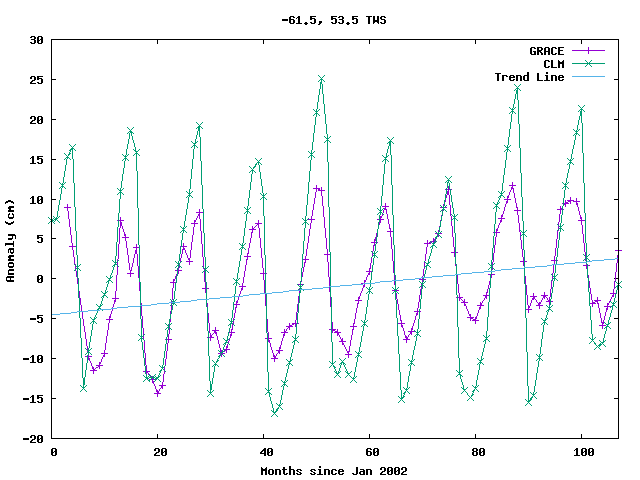 -61.5, 53.5 TWS
GRACE
CLM
Trend Line
30
25
20
15
10
5
0
-5
-10
-15
-20
Anomaly (cm)
0 20 40 60 80 100
Months since Jan 2002